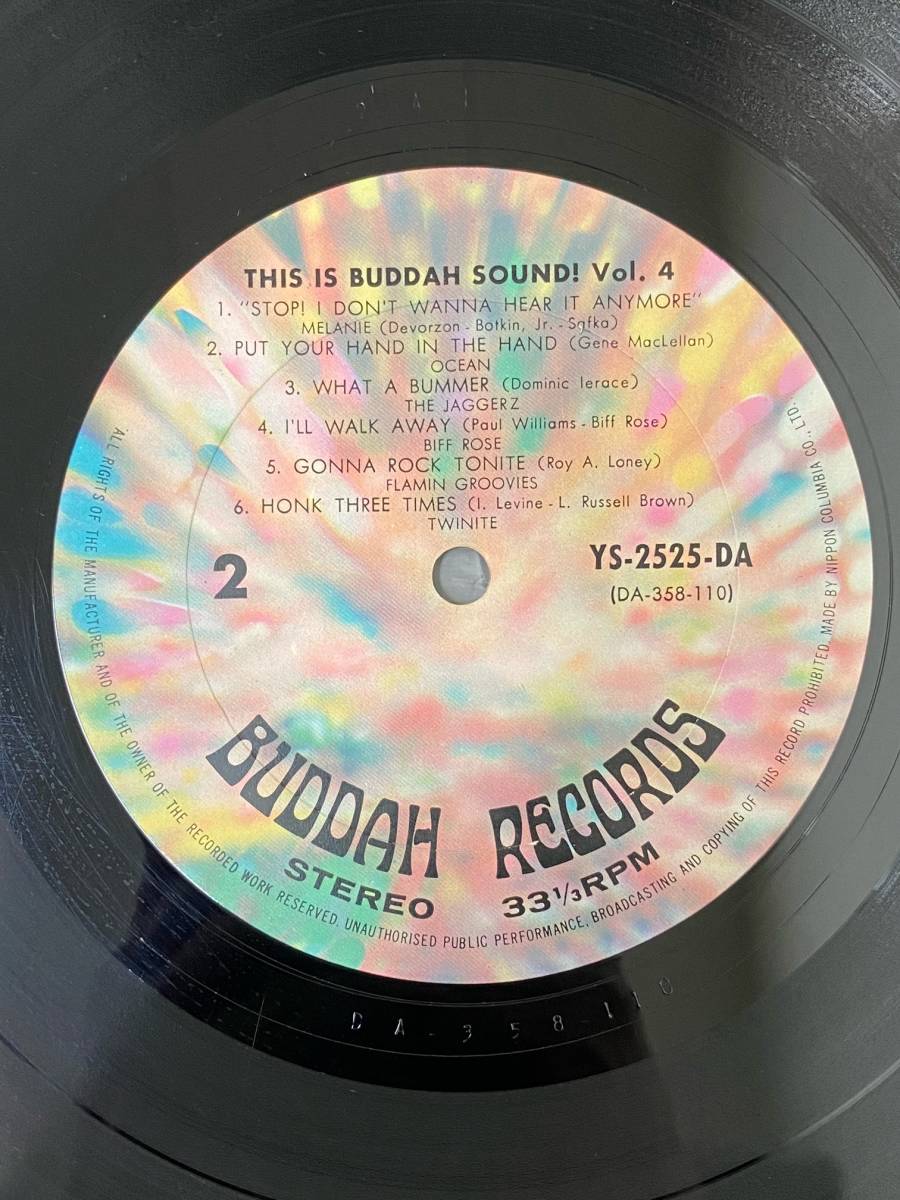 THIS IS BUDDAH SOUND! Vol. 4
1. "STOP! I DON'T WANNA HEAR IT ANYMORE"
MELANIE (Devorzon - Botkin, Jr. - Safka)
2. PUT YOUR HAND IN THE HAND (Gene MacLellan)
OCEAN
3. WHAT A BUMMER (Dominic Ierace)
THE JAGGERZ
4. I'LL WALK AWAY (Paul Williams - Biff Rose)
BIFF ROSE
5. GONNA ROCK TONITE (Roy A. Loney)
FLAMIN GROOVIES
6. HONK THREE TIMES (I. Levine - L. Russell Brown)
TWINITE
2
YS-2525-DA
(DA-358-110)
BUDDAH RECORDS
STEREO 33 1/3 RPM
ALL RIGHTS OF THE MANUFACTURER AND OF THE OWNER OF THE RECORDED WORK RESERVED. UNAUTHORISED PUBLIC PERFORMANCE, BROADCASTING AND COPYING OF THIS RECORD PROHIBITED. MADE BY NIPPON COLUMBIA CO., LTD.
DA-358-110